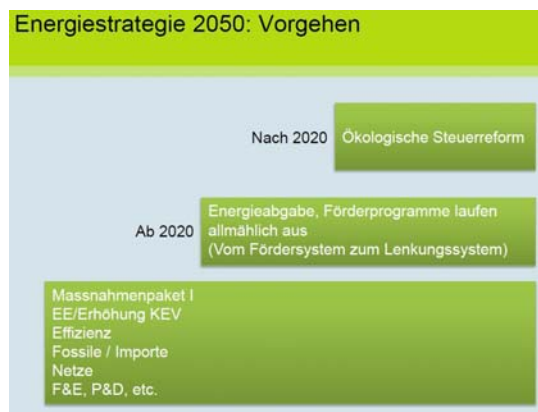 Energiestrategie 2050: Vorgehen
Nach 2020
Ökologische Steuerreform
Ab 2020
Energieabgabe, Förderprogramme laufen
allmählich aus
(Vom Fördersystem zum Lenkungssystem)
Massnahmenpaket I
EE/Erhöhung KEV
Effizienz
Fossile / Importe
Netze
F&E, P&D, etc.